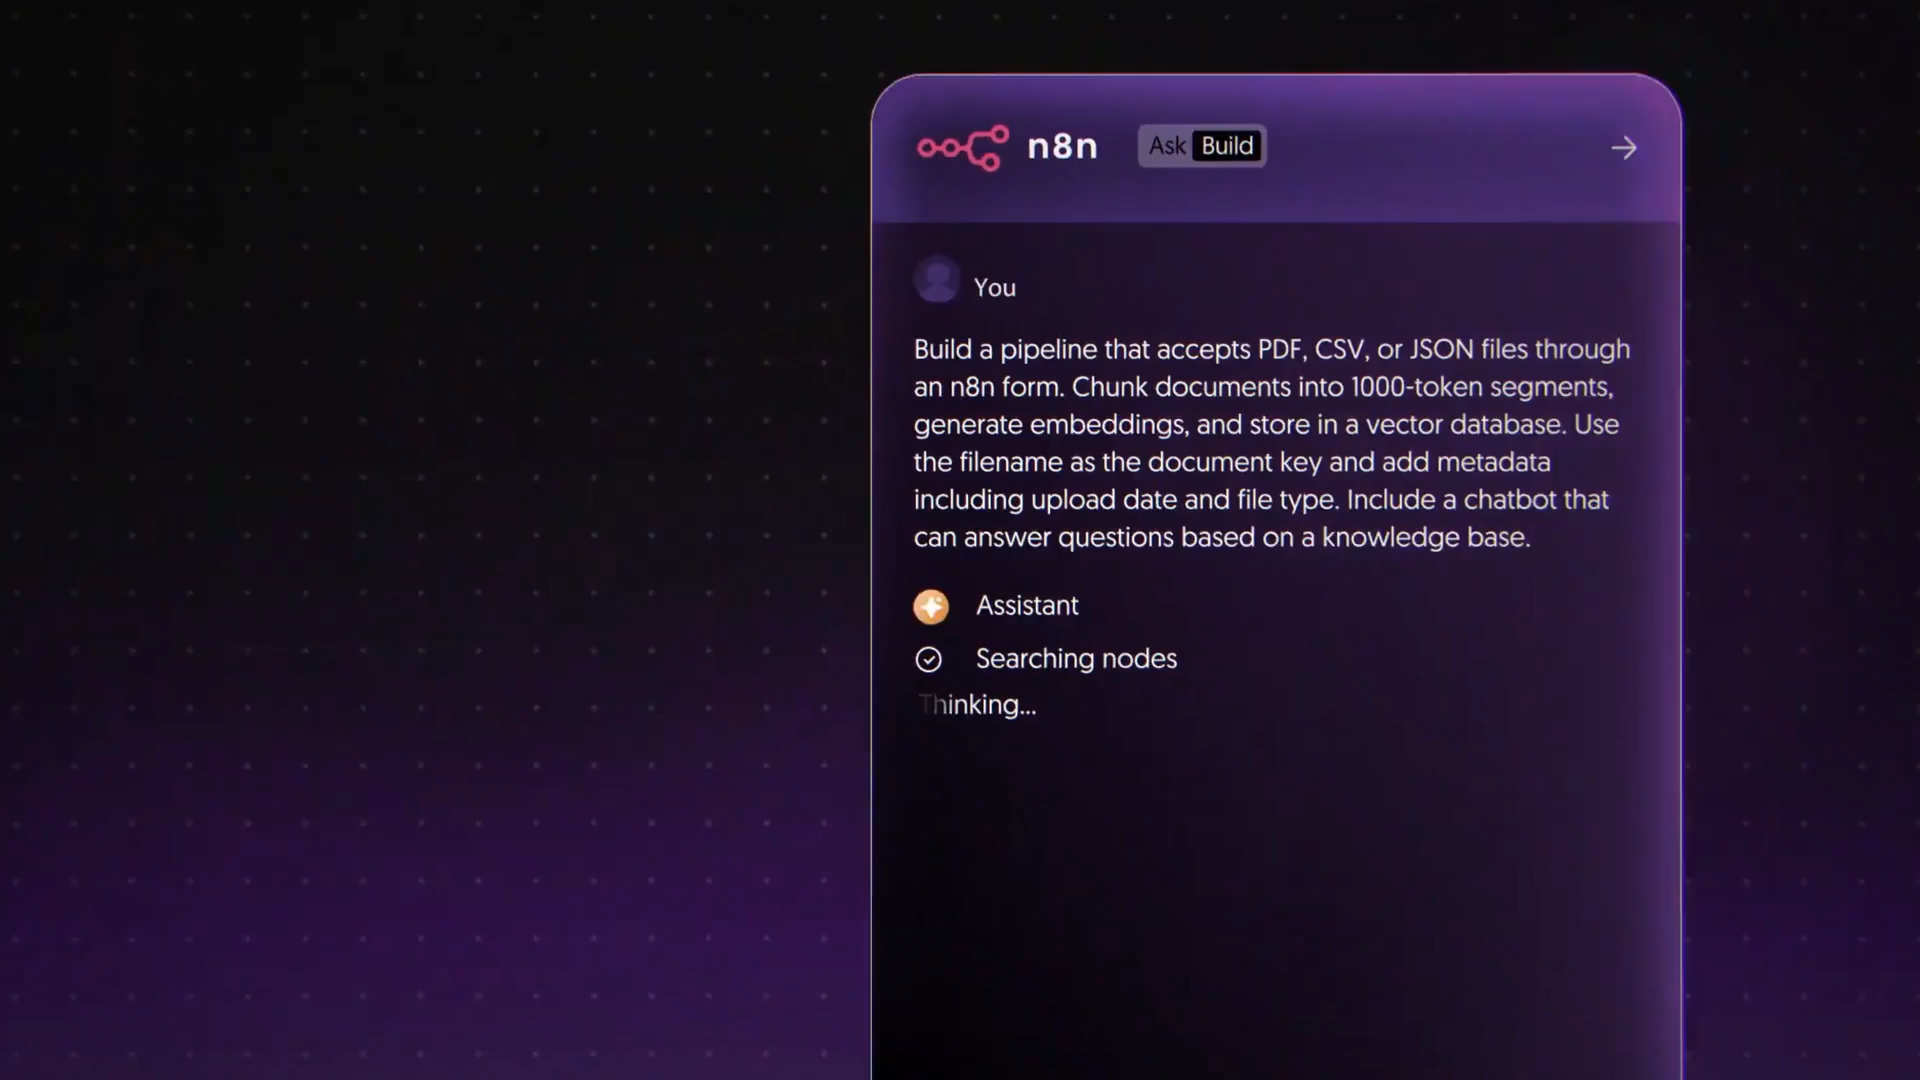 n8n
Ask Build
You
Build a pipeline that accepts PDF, CSV, or JSON files through
an n8n form. Chunk documents into 1000-token segments,
generate embeddings, and store in a vector database. Use
the filename as the document key and add metadata
including upload date and file type. Include a chatbot that
can answer questions based on a knowledge base.
Assistant
Searching nodes
Thinking...